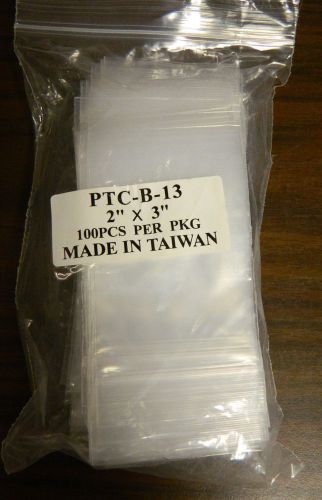 PTC-B-13
2" X 3"
100PCS PER PKG
MADE IN TAIWAN